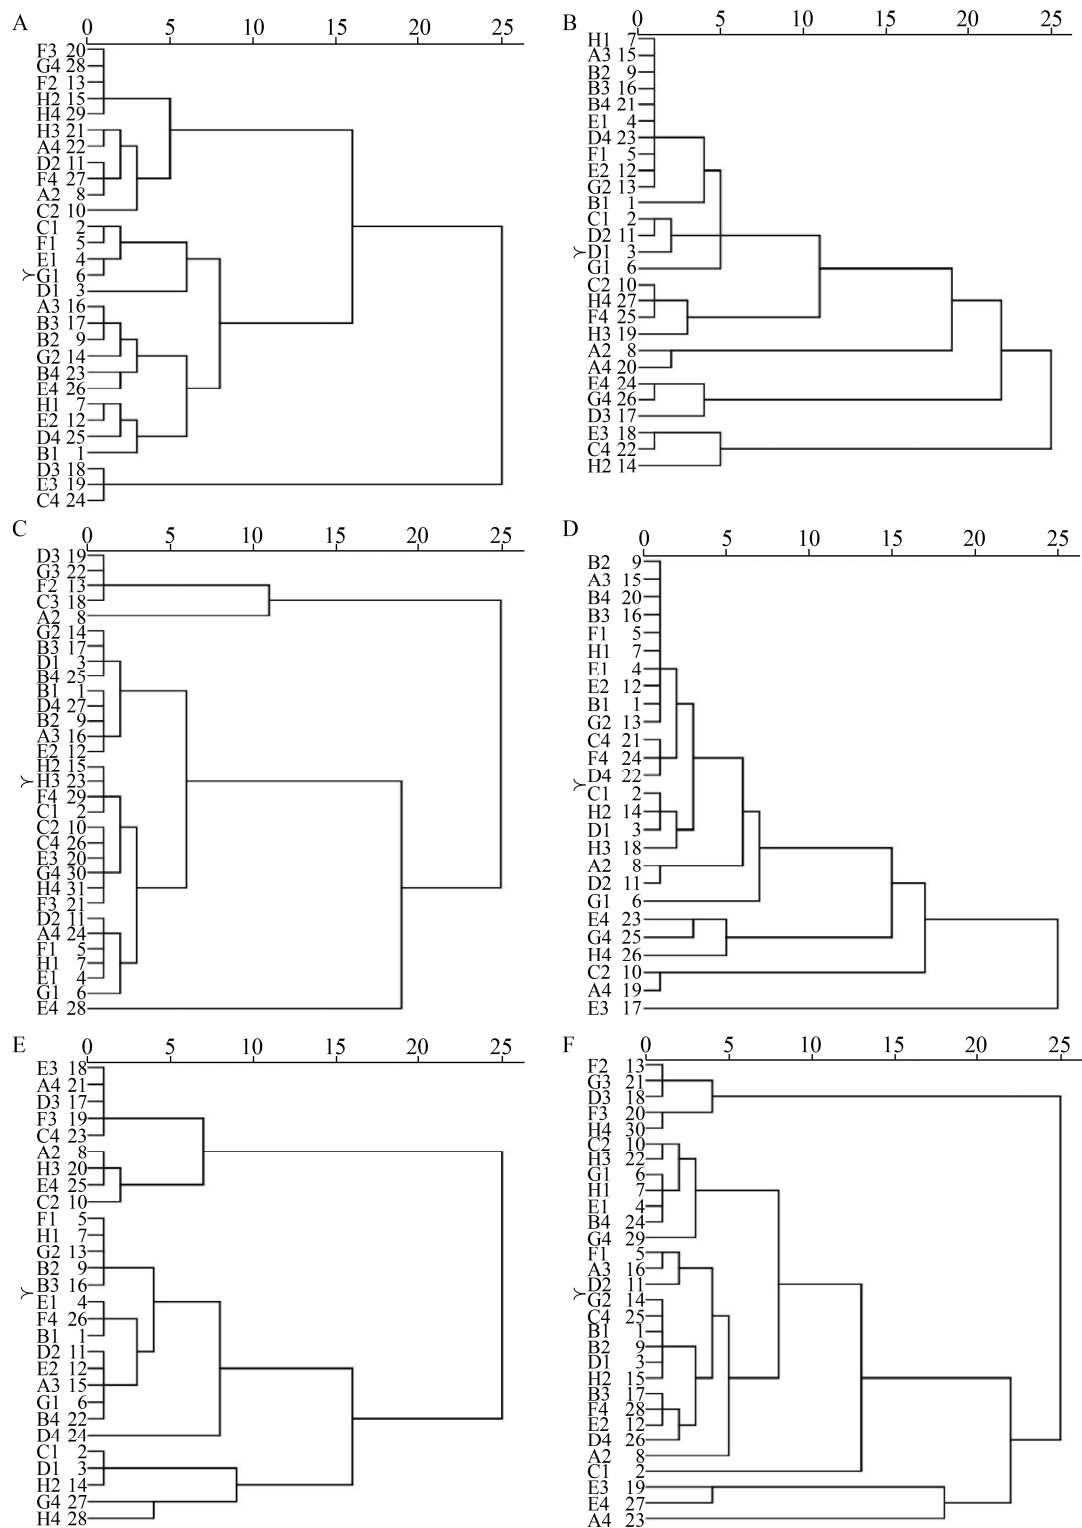 A
0 5 10 15 20 25
F3 20
G4 28
F2 13
H2 15
H4 29
H3 21
A4 22
D2 11
F4 27
A2 8
C2 10
C1 2
F1 5
E1 4
Y
G1 6
D1 3
A3 16
B3 17
B2 9
G2 14
B4 23
E4 26
H1 7
E2 12
D4 25
B1 1
D3 18
E3 19
C4 24
B
0 5 10 15 20 25
H1 7
A3 15
B2 9
B3 16
B4 21
E1 4
D4 23
F1 5
E2 12
G2 13
B1 1
C1 2
D2 11
Y
D1 3
G1 6
C2 10
H4 27
F4 25
H3 19
A2 8
A4 20
E4 24
G4 26
D3 17
E3 18
C4 22
H2 14
C
0 5 10 15 20 25
D3 19
G3 22
F2 13
C3 18
A2 8
G2 14
B3 17
D1 3
B4 25
B1 1
D4 27
B2 9
A3 16
E2 12
H2 15
Y
H3 23
F4 29
C1 2
C2 10
C4 26
E3 20
G4 30
H4 31
F3 21
D2 11
A4 24
F1 5
H1 7
E1 4
G1 6
E4 28
D
0 5 10 15 20 25
B2 9
A3 15
B4 20
B3 16
F1 5
H1 7
E1 4
E2 12
B1 1
G2 13
C4 21
F4 24
D4 22
Y
C1 2
H2 14
D1 3
H3 18
A2 8
D2 11
G1 6
E4 23
G4 25
H4 26
C2 10
A4 19
E3 17
E
0 5 10 15 20 25
E3 18
A4 21
D3 17
F3 19
C4 23
A2 8
H3 20
E4 25
C2 10
F1 5
H1 7
G2 13
B2 9
B3 16
Y
E1 4
F4 26
B1 1
D2 11
E2 12
A3 15
G1 6
B4 22
D4 24
C1 2
D1 3
H2 14
G4 27
H4 28
F
0 5 10 15 20 25
F2 13
G3 21
D3 18
F3 20
H4 30
C2 10
H3 22
G1 6
H1 7
E1 4
B4 24
G4 29
F1 5
A3 16
D2 11
Y
G2 14
C4 25
B1 1
B2 9
D1 3
H2 15
B3 17
F4 28
E2 12
D4 26
A2 8
C1 2
E3 19
E4 27
A4 23